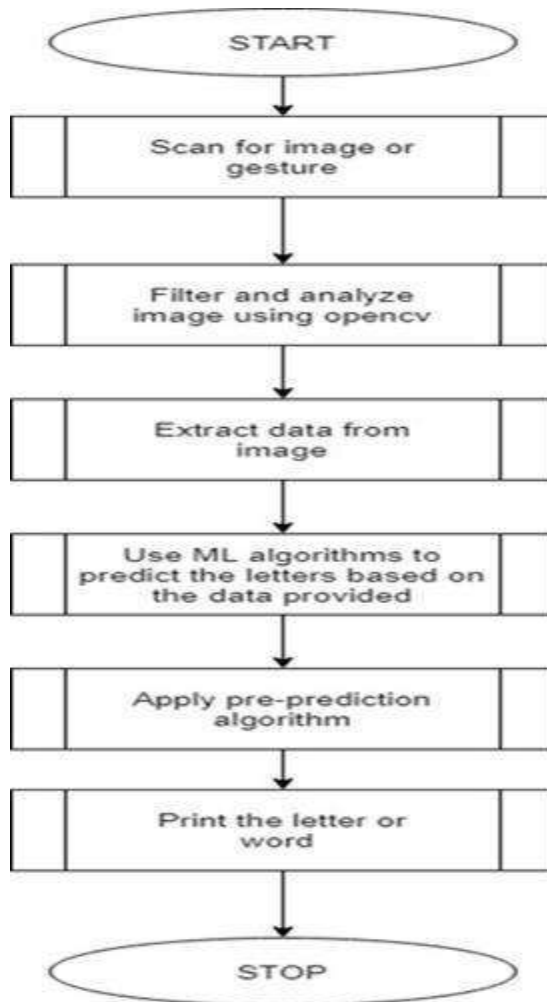 START
Scan for image or
gesture
Filter and analyze
image using opencv
Extract data from
image
Use ML algorithms to
predict the letters based on
the data provided
Apply pre-prediction
algorithm
Print the letter or
word
STOP